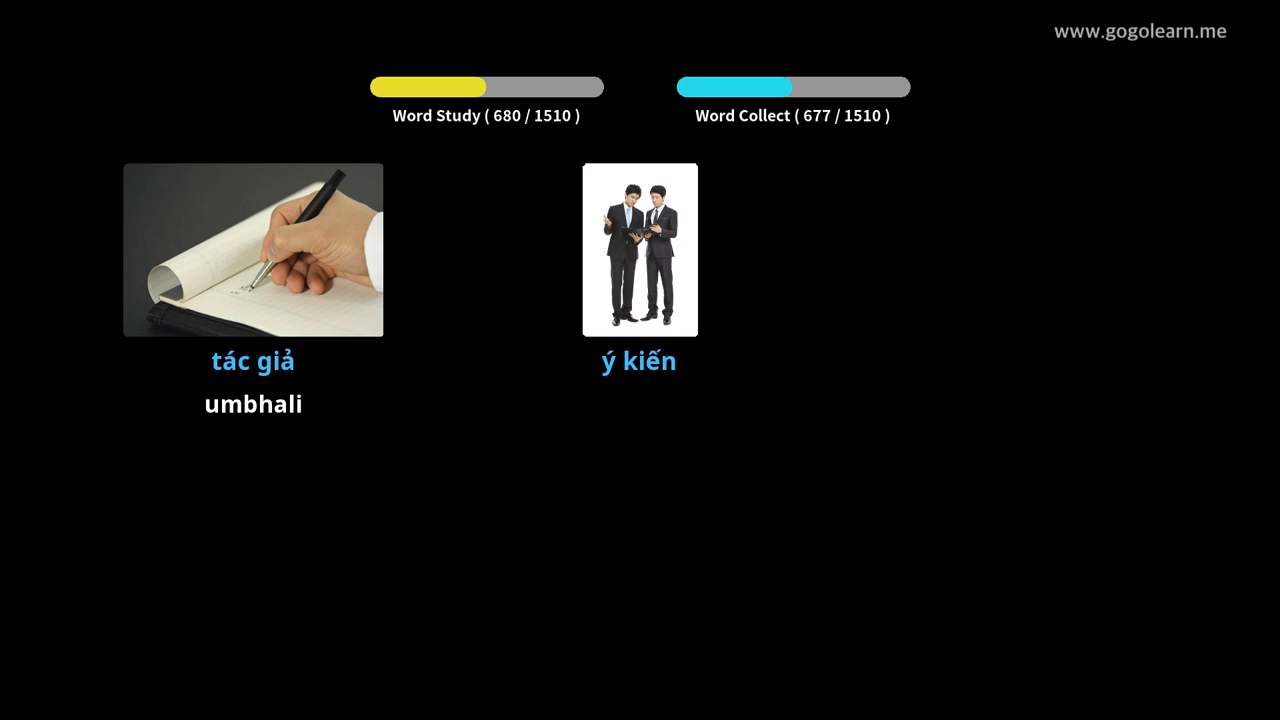 www.gogolearn.me
Word Study ( 680 / 1510 )
Word Collect ( 677 / 1510 )
tác giả
umbhali
ý kiến